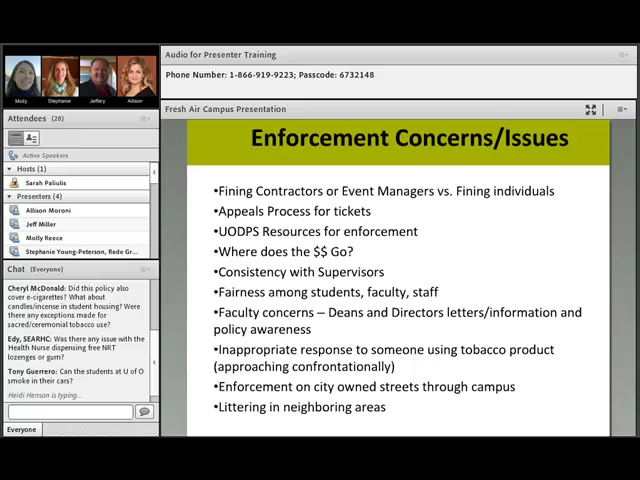 Molly Stephanie Jeffery Allison
Attendees (28)
Active Speakers
Hosts (1)
Sarah Paliulis
Presenters (4)
Allison Moroni
Jeff Miller
Molly Reece
Stephanie Young-Peterson, Rede Gr...
Chat (Everyone)
Cheryl McDonald: Did this policy also
cover e-cigarettes? What about
candles/incense in student housing? Were
there any exceptions made for
sacred/ceremonial tobacco use?
Edy, SEARHC: Was there any issue with the
Health Nurse dispensing free NRT
lozenges or gum?
Tony Guerrero: Can the students at U of O
smoke in their cars?
Heidi Henson is typing...
Everyone
Audio for Presenter Training
Phone Number: 1-866-919-9223; Passcode: 6732148
Fresh Air Campus Presentation
Enforcement Concerns/Issues
•Fining Contractors or Event Managers vs. Fining individuals
•Appeals Process for tickets
•UODPS Resources for enforcement
•Where does the $$ Go?
•Consistency with Supervisors
•Fairness among students, faculty, staff
•Faculty concerns – Deans and Directors letters/information and
policy awareness
•Inappropriate response to someone using tobacco product
(approaching confrontationally)
•Enforcement on city owned streets through campus
•Littering in neighboring areas